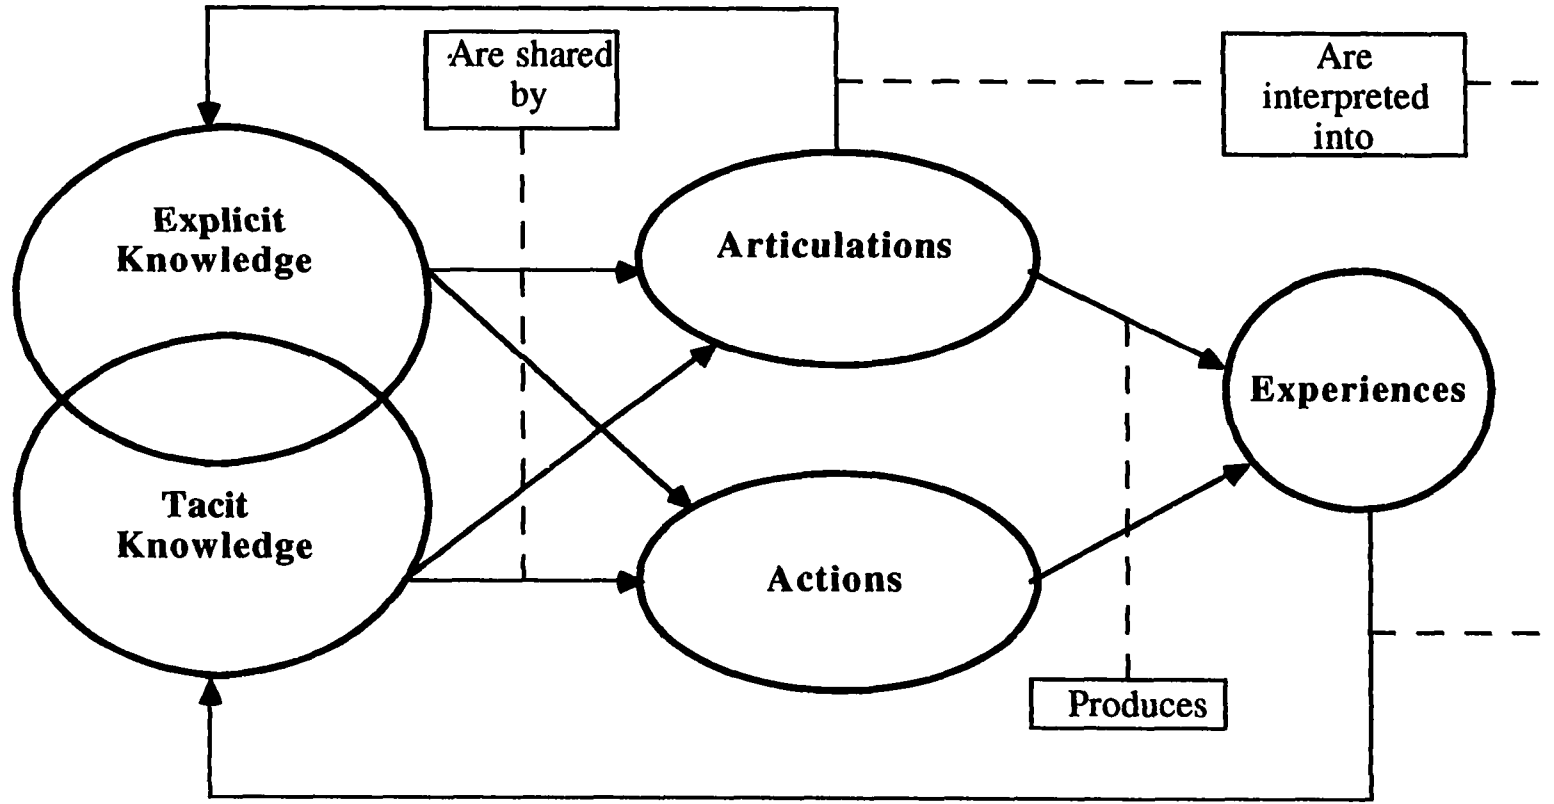 Are shared
by
Are
interpreted
into
Explicit
Knowledge
Articulations
Experiences
Tacit
Knowledge
Actions
Produces